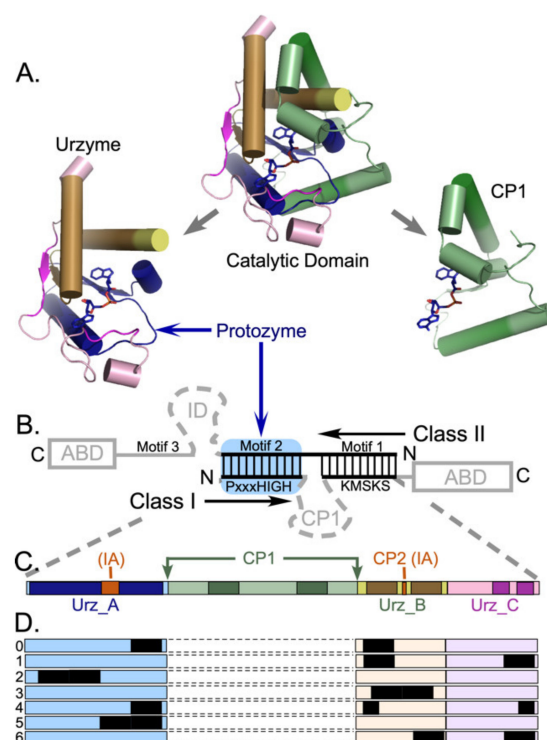 A.
Urzyme
CP1
Catalytic Domain
Protozyme
B.
ID
C ABD Motif 3 Motif 2 Motif 1 N Class II
N PxxxHIGH KMSKS ABD C
Class I CP1
C. (IA) CP1 CP2 (IA)
Urz_A Urz_B Urz_C
D.
0
1
2
3
4
5
6